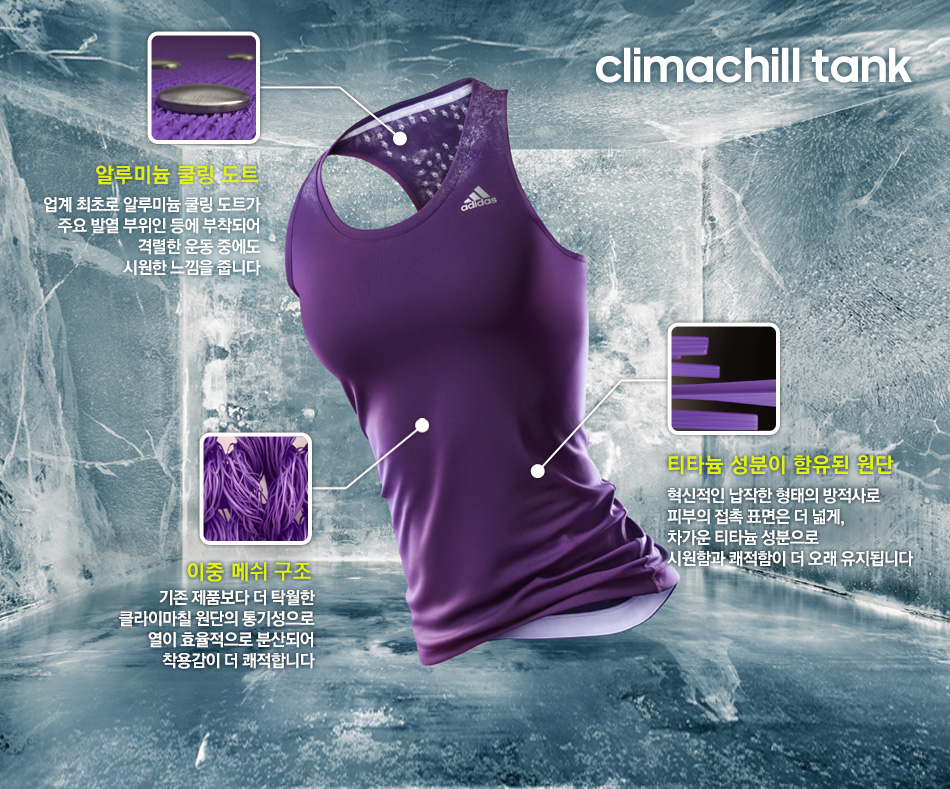 climachill tank
adidas
알루미늄 쿨링 도트
업계 최초로 알루미늄 쿨링 도트가
주요 발열 부위인 등에 부착되어
격렬한 운동 중에도
시원한 느낌을 줍니다
티타늄 성분이 함유된 원단
혁신적인 납작한 형태의 방적사로
피부의 접촉 표면은 더 넓게,
차가운 티타늄 성분으로
시원함과 쾌적함이 더 오래 유지됩니다
이중 메쉬 구조
기존 제품보다 더 탁월한
클라이마칠 원단의 통기성으로
열이 효율적으로 분산되어
착용감이 더 쾌적합니다